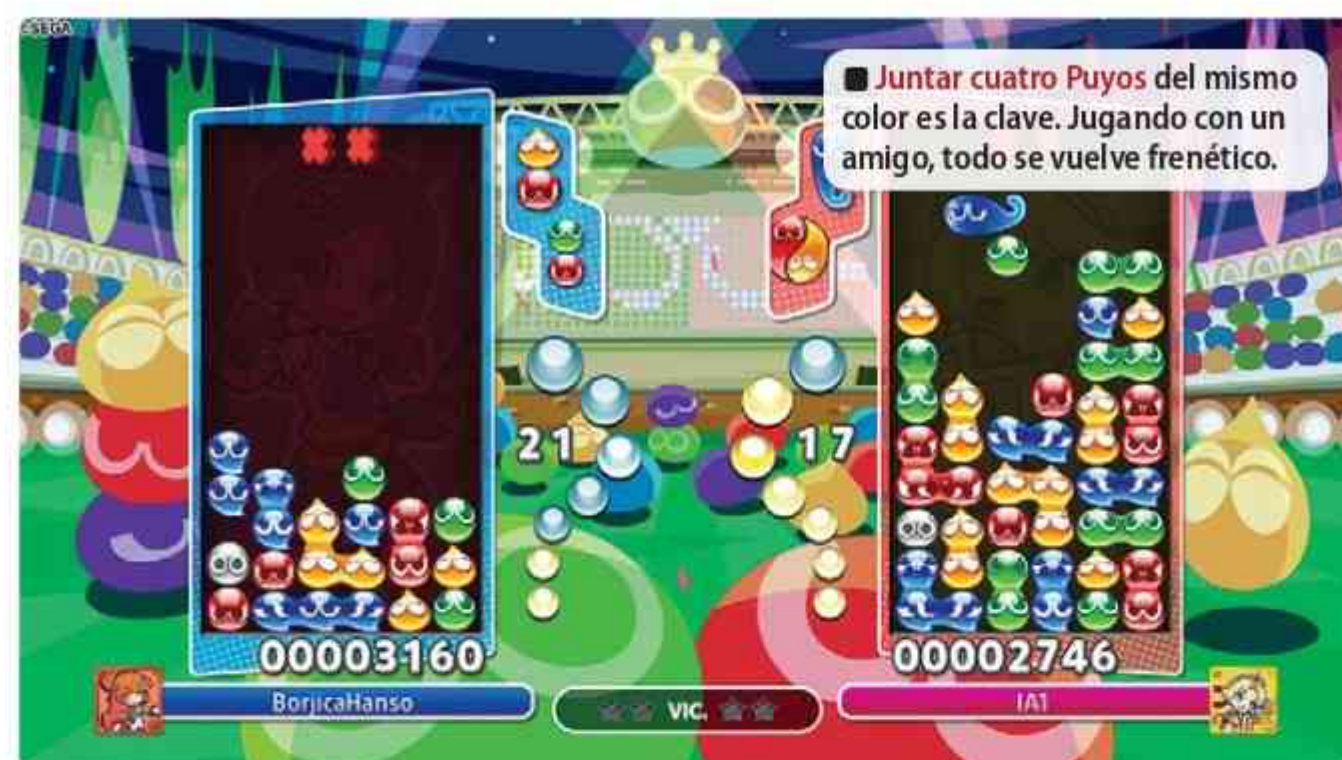 ©SEGA
■ Juntar cuatro Puyos del mismo
color es la clave. Jugando con un
amigo, todo se vuelve frenético.
21
17
00003160
00002746
BorjicaHanso
VIC.
IA1